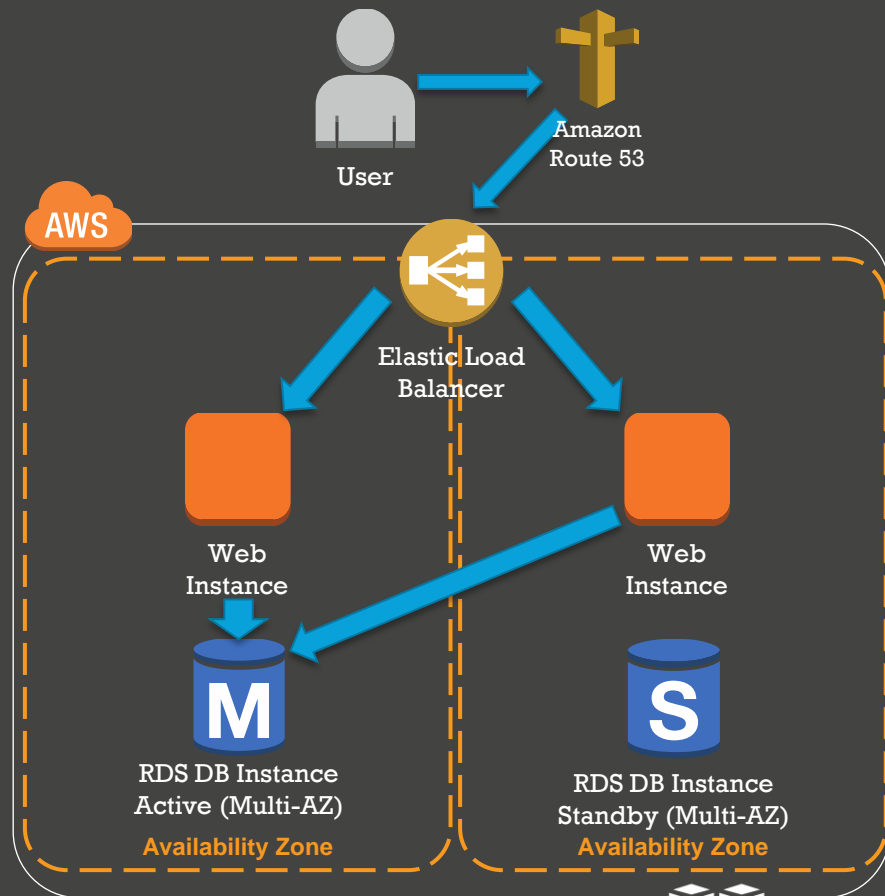 User
Amazon
Route 53
AWS
Elastic Load
Balancer
Web
Instance
Web
Instance
M
S
RDS DB Instance
Active (Multi-AZ)
RDS DB Instance
Standby (Multi-AZ)
Availability Zone
Availability Zone